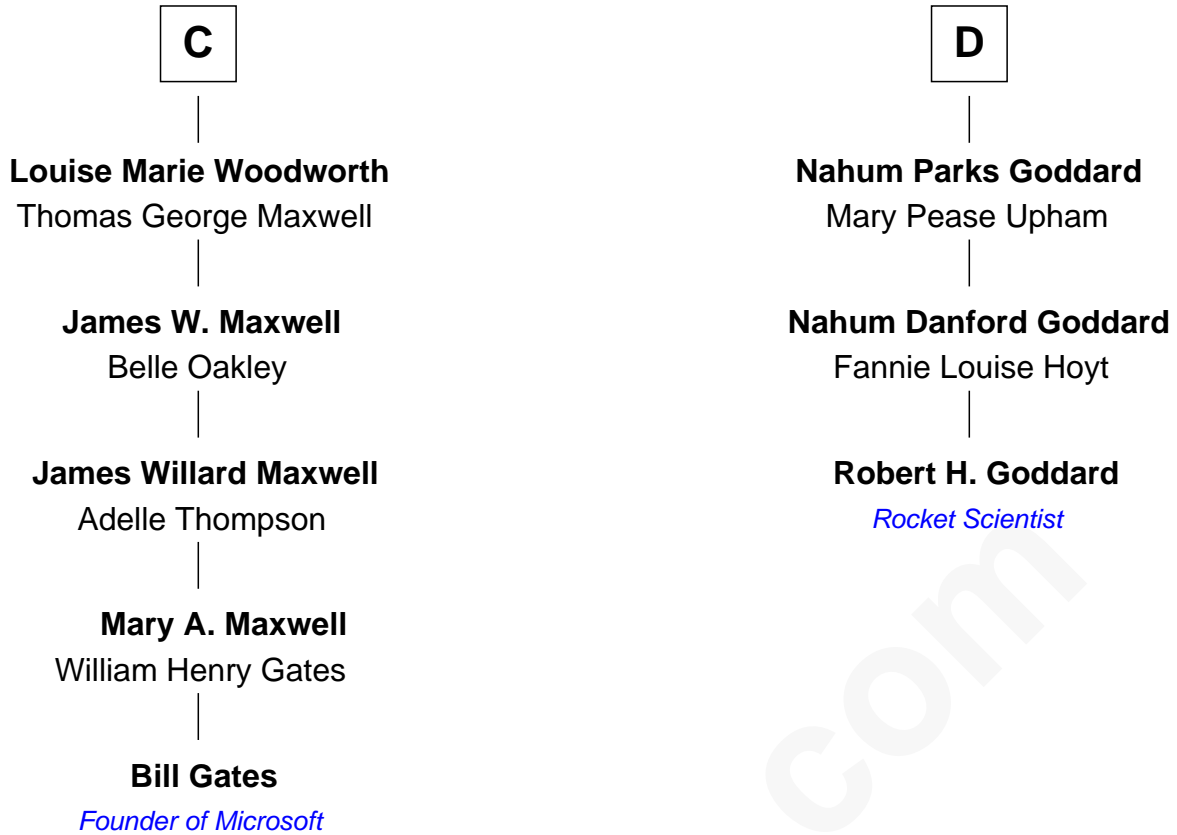 C
Louise Marie Woodworth
Thomas George Maxwell
James W. Maxwell
Belle Oakley
James Willard Maxwell
Adelle Thompson
Mary A. Maxwell
William Henry Gates
Bill Gates
Founder of Microsoft
D
Nahum Parks Goddard
Mary Pease Upham
Nahum Danford Goddard
Fannie Louise Hoyt
Robert H. Goddard
Rocket Scientist
com